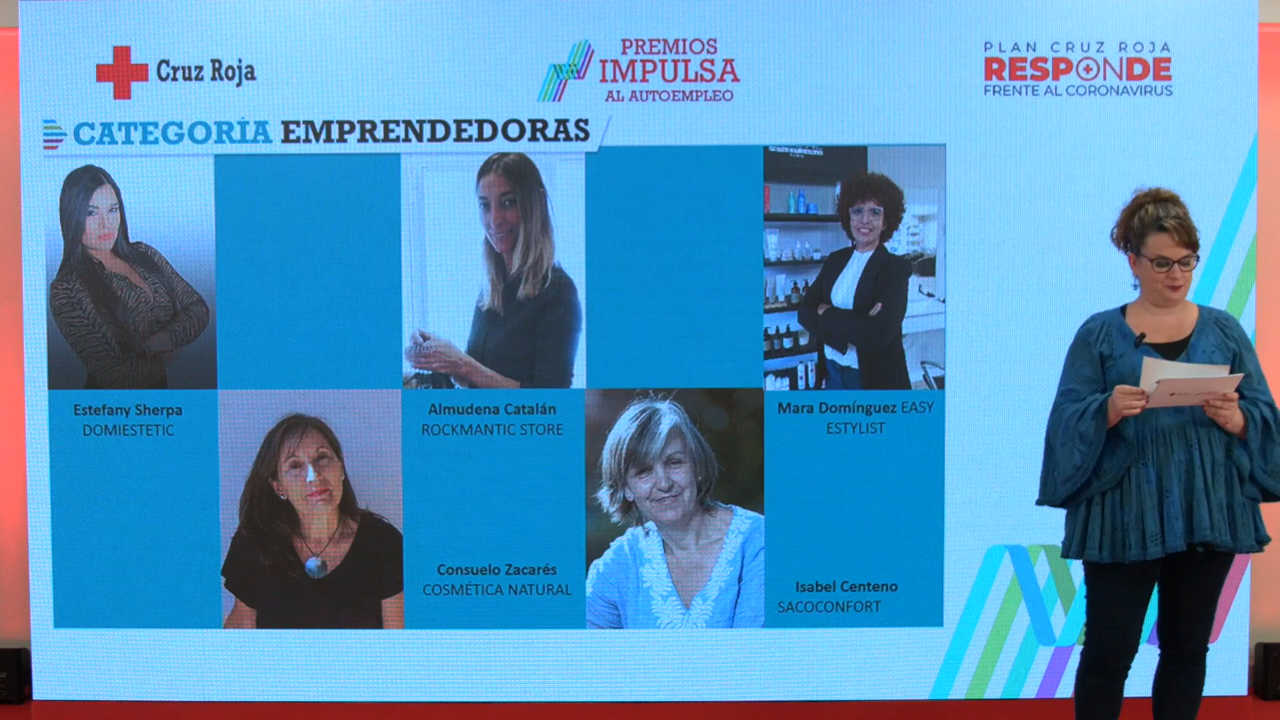 Cruz Roja
PREMIOS
IMPULSA
AL AUTOEMPLEO
PLAN CRUZ ROJA
RESPONDE
FRENTE AL CORONAVIRUS
CATEGORÍA EMPRENDEDORAS
Estefany Sherpa
DOMIESTETIC
Almudena Catalán
ROCKMANTIC STORE
Mara Domínguez EASY
ESTYLIST
Consuelo Zacarés
COSMÉTICA NATURAL
Isabel Centeno
SACOCONFORT